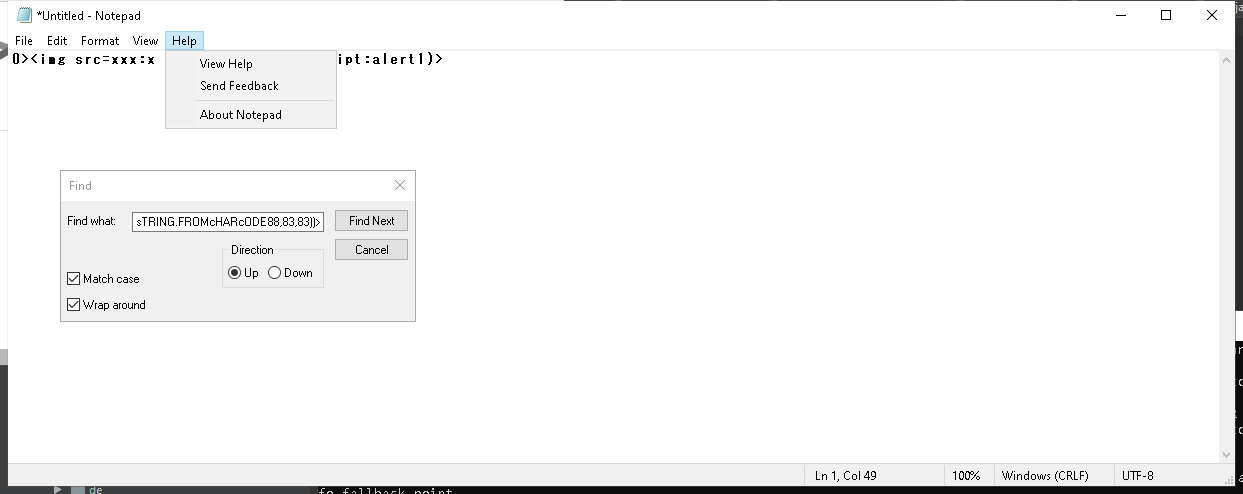 *Untitled - Notepad
File Edit Format View Help
0><img src=xxx:x
ipt:alert1)>
View Help
Send Feedback
About Notepad
Find
Find what: sTRING.FROMcHARcODE88,83,83))> Find Next
Direction Cancel
Up Down
Match case
Wrap around
Ln 1, Col 49 100% Windows (CRLF) UTF-8
de
fo fallback point